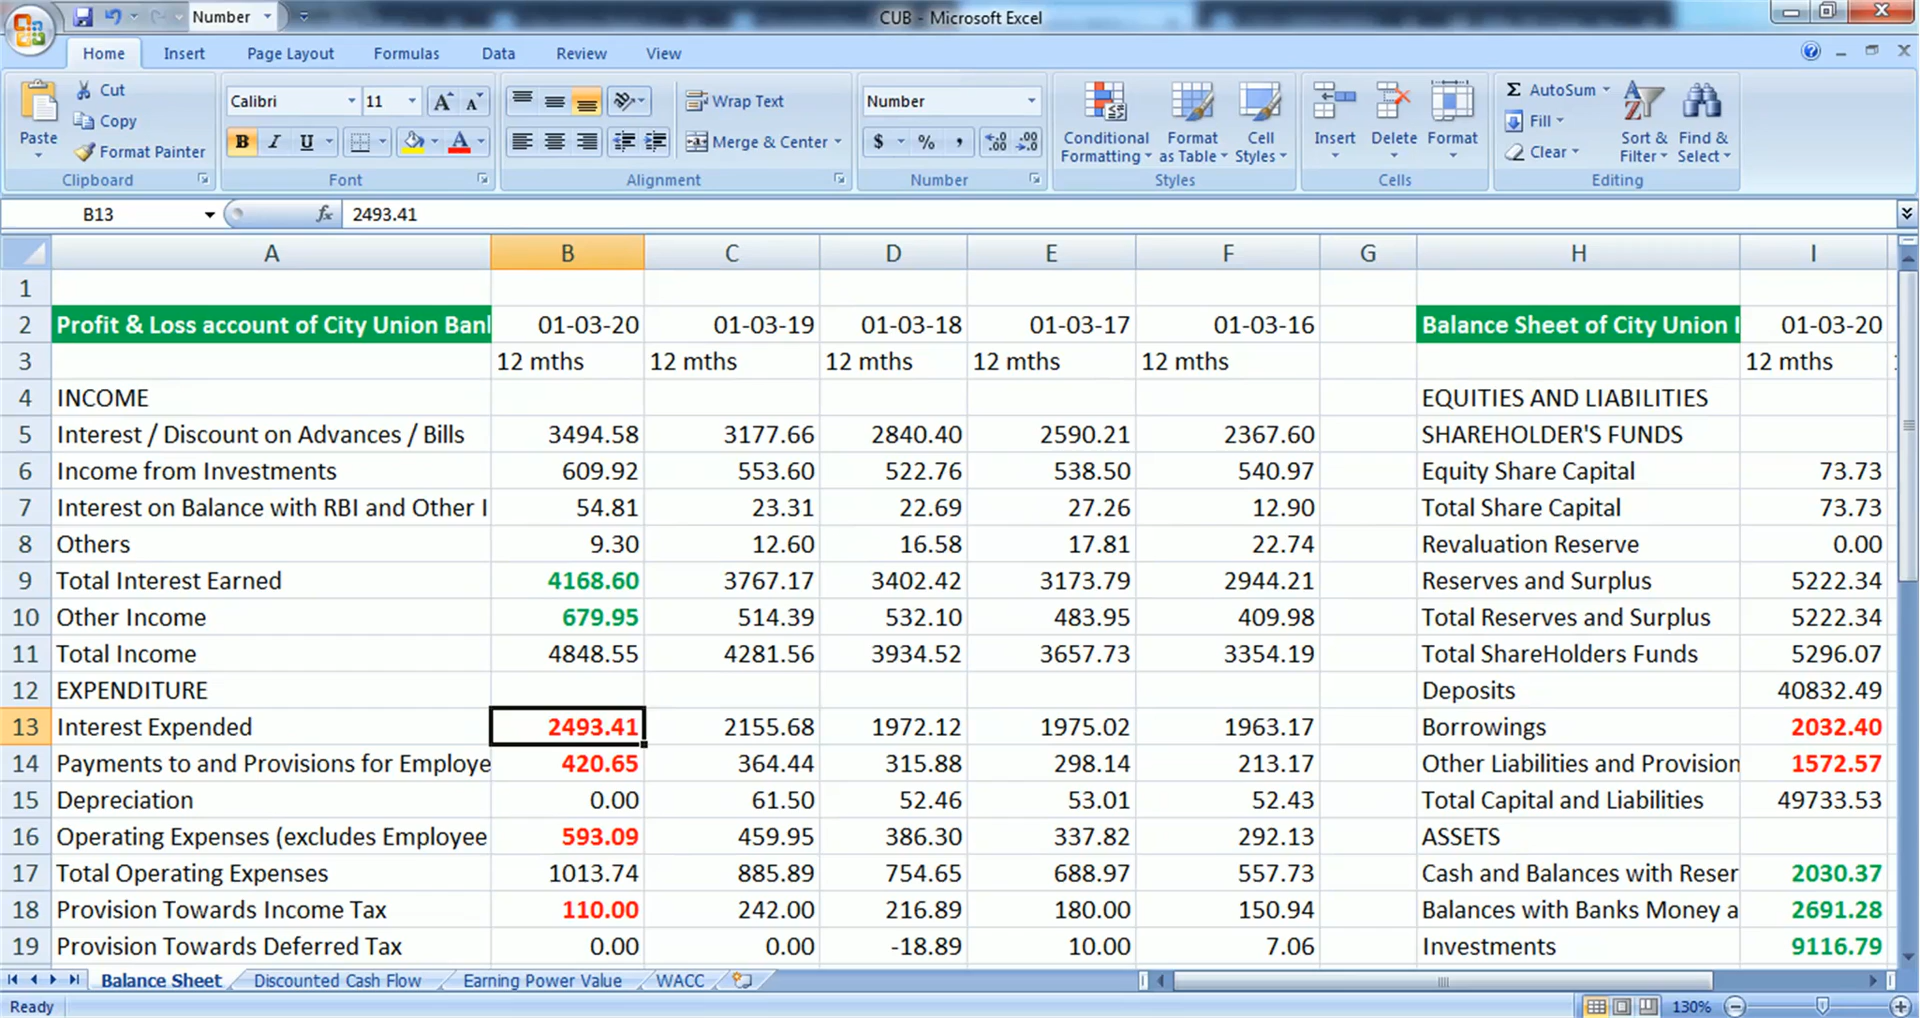 Number
CUB - Microsoft Excel
Home Insert Page Layout Formulas Data Review View
Paste
Cut
Copy
Format Painter
Clipboard
Calibri 11
B I U
Font
Wrap Text
Merge & Center
Alignment
Number
$ % ,
Number
Conditional Formatting
Format as Table
Cell Styles
Styles
Insert Delete Format
Cells
AutoSum
Fill
Clear
Sort & Filter
Find & Select
Editing
B13 fx 2493.41
A B C D E F G H I
1
2 Profit & Loss account of City Union Bank 01-03-20 01-03-19 01-03-18 01-03-17 01-03-16 Balance Sheet of City Union 01-03-20
3 12 mths 12 mths 12 mths 12 mths 12 mths 12 mths
4 INCOME EQUITIES AND LIABILITIES
5 Interest / Discount on Advances / Bills 3494.58 3177.66 2840.40 2590.21 2367.60 SHAREHOLDER'S FUNDS
6 Income from Investments 609.92 553.60 522.76 538.50 540.97 Equity Share Capital 73.73
7 Interest on Balance with RBI and Other I 54.81 23.31 22.69 27.26 12.90 Total Share Capital 73.73
8 Others 9.30 12.60 16.58 17.81 22.74 Revaluation Reserve 0.00
9 Total Interest Earned 4168.60 3767.17 3402.42 3173.79 2944.21 Reserves and Surplus 5222.34
10 Other Income 679.95 514.39 532.10 483.95 409.98 Total Reserves and Surplus 5222.34
11 Total Income 4848.55 4281.56 3934.52 3657.73 3354.19 Total ShareHolders Funds 5296.07
12 EXPENDITURE Deposits 40832.49
13 Interest Expended 2493.41 2155.68 1972.12 1975.02 1963.17 Borrowings 2032.40
14 Payments to and Provisions for Employe 420.65 364.44 315.88 298.14 213.17 Other Liabilities and Provision 1572.57
15 Depreciation 0.00 61.50 52.46 53.01 52.43 Total Capital and Liabilities 49733.53
16 Operating Expenses (excludes Employee 593.09 459.95 386.30 337.82 292.13 ASSETS
17 Total Operating Expenses 1013.74 885.89 754.65 688.97 557.73 Cash and Balances with Reser 2030.37
18 Provision Towards Income Tax 110.00 242.00 216.89 180.00 150.94 Balances with Banks Money a 2691.28
19 Provision Towards Deferred Tax 0.00 0.00 -18.89 10.00 7.06 Investments 9116.79
Balance Sheet Discounted Cash Flow Earning Power Value WACC
Ready 130%